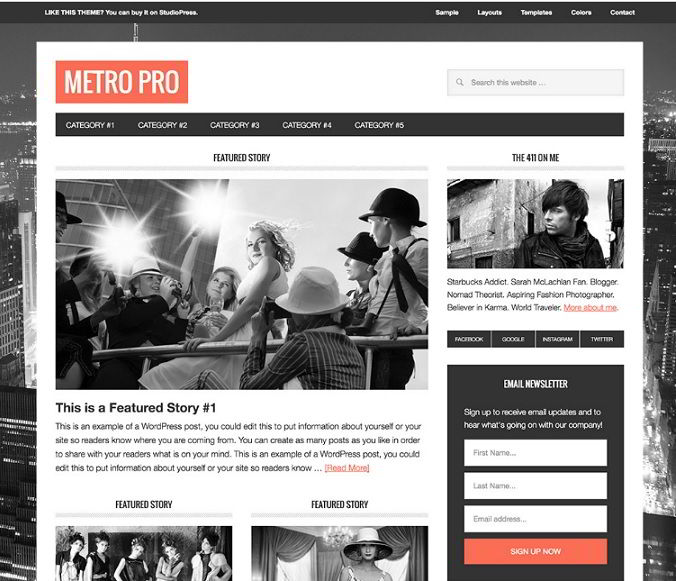 LIKE THIS THEME? You can buy it on StudioPress.
Sample Layouts Templates Colors Contact
METRO PRO
Search this website ...
CATEGORY #1 CATEGORY #2 CATEGORY #3 CATEGORY #4 CATEGORY #5
FEATURED STORY
This is a Featured Story #1
This is an example of a WordPress post, you could edit this to put information about yourself or your
site so readers know where you are coming from. You can create as many posts as you like in order
to share with your readers what is on your mind. This is an example of a WordPress post, you could
edit this to put information about yourself or your site so readers know ... [Read More]
FEATURED STORY
FEATURED STORY
THE 411 ON ME
Starbucks Addict. Sarah McLachlan Fan. Blogger.
Nomad Theorist. Aspiring Fashion Photographer.
Believer in Karma. World Traveler. More about me.
FACEBOOK GOOGLE INSTAGRAM TWITTER
EMAIL NEWSLETTER
Sign up to receive email updates and to
hear what's going on with our company!
First Name...
Last Name...
Email address...
SIGN UP NOW